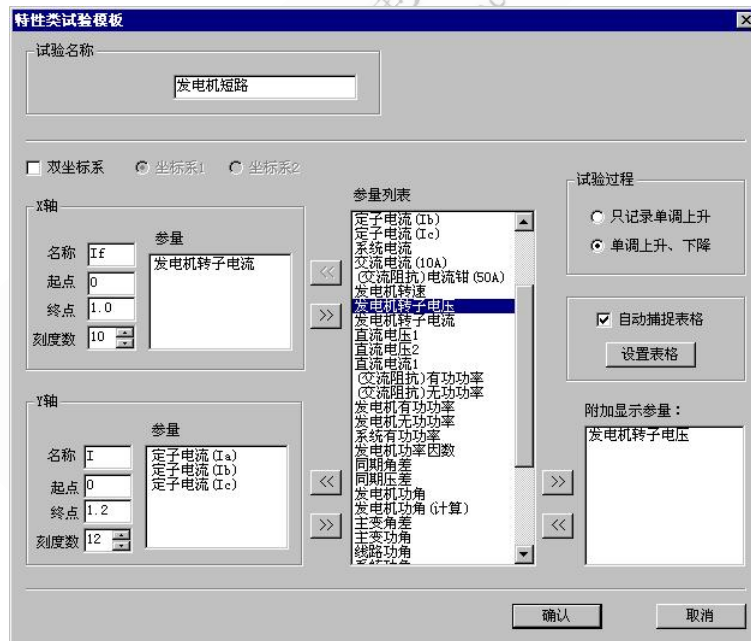 特性类试验模板
试验名称
发电机短路
双坐标系
坐标系1
坐标系2
X轴
名称 If
起点 0
终点 1.0
刻度数 10
参量
发电机转子电流
<<
>>
Y轴
名称 I
起点 0
终点 1.2
刻度数 12
参量
定子电流(Ia)
定子电流(Ib)
定子电流(Ic)
<<
>>
参量列表
定子电流(Ib)
定子电流(Ic)
系统电流
交流电流(10A)
(交流阻抗)电流钳(50A)
发电机转速
发电机转子电压
发电机转子电流
直流电压1
直流电压2
直流电流1
(交流阻抗)有功功率
(交流阻抗)无功功率
发电机有功功率
发电机无功功率
系统有功功率
发电机功率因数
同期角差
同期压差
发电机功角
发电机功角(计算)
主变角差
主变功角
线路功角
试验过程
只记录单调上升
单调上升、下降
自动捕捉表格
设置表格
附加显示参量：
发电机转子电压
>>
<<
确认
取消